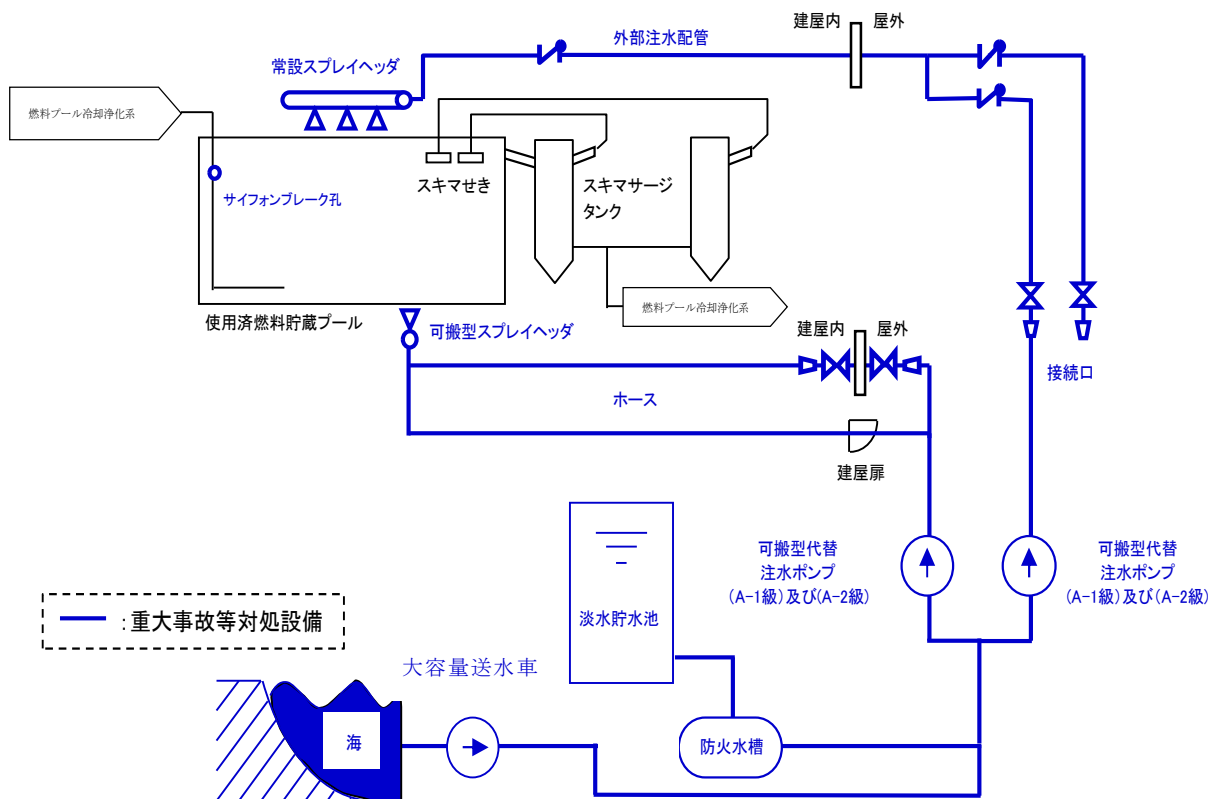 建屋内
屋外
外部注水配管
常設スプレイヘッダ
燃料プール冷却浄化系
スキマせき
スキマサージ
タンク
サイフォンブレーク孔
燃料プール冷却浄化系
使用済燃料貯蔵プール
可搬型スプレイヘッダ
建屋内
屋外
接続口
ホース
建屋扉
可搬型代替
注水ポンプ
(A-1級)及び(A-2級)
可搬型代替
注水ポンプ
(A-1級)及び(A-2級)
淡水貯水池
:重大事故等対処設備
大容量送水車
海
防火水槽